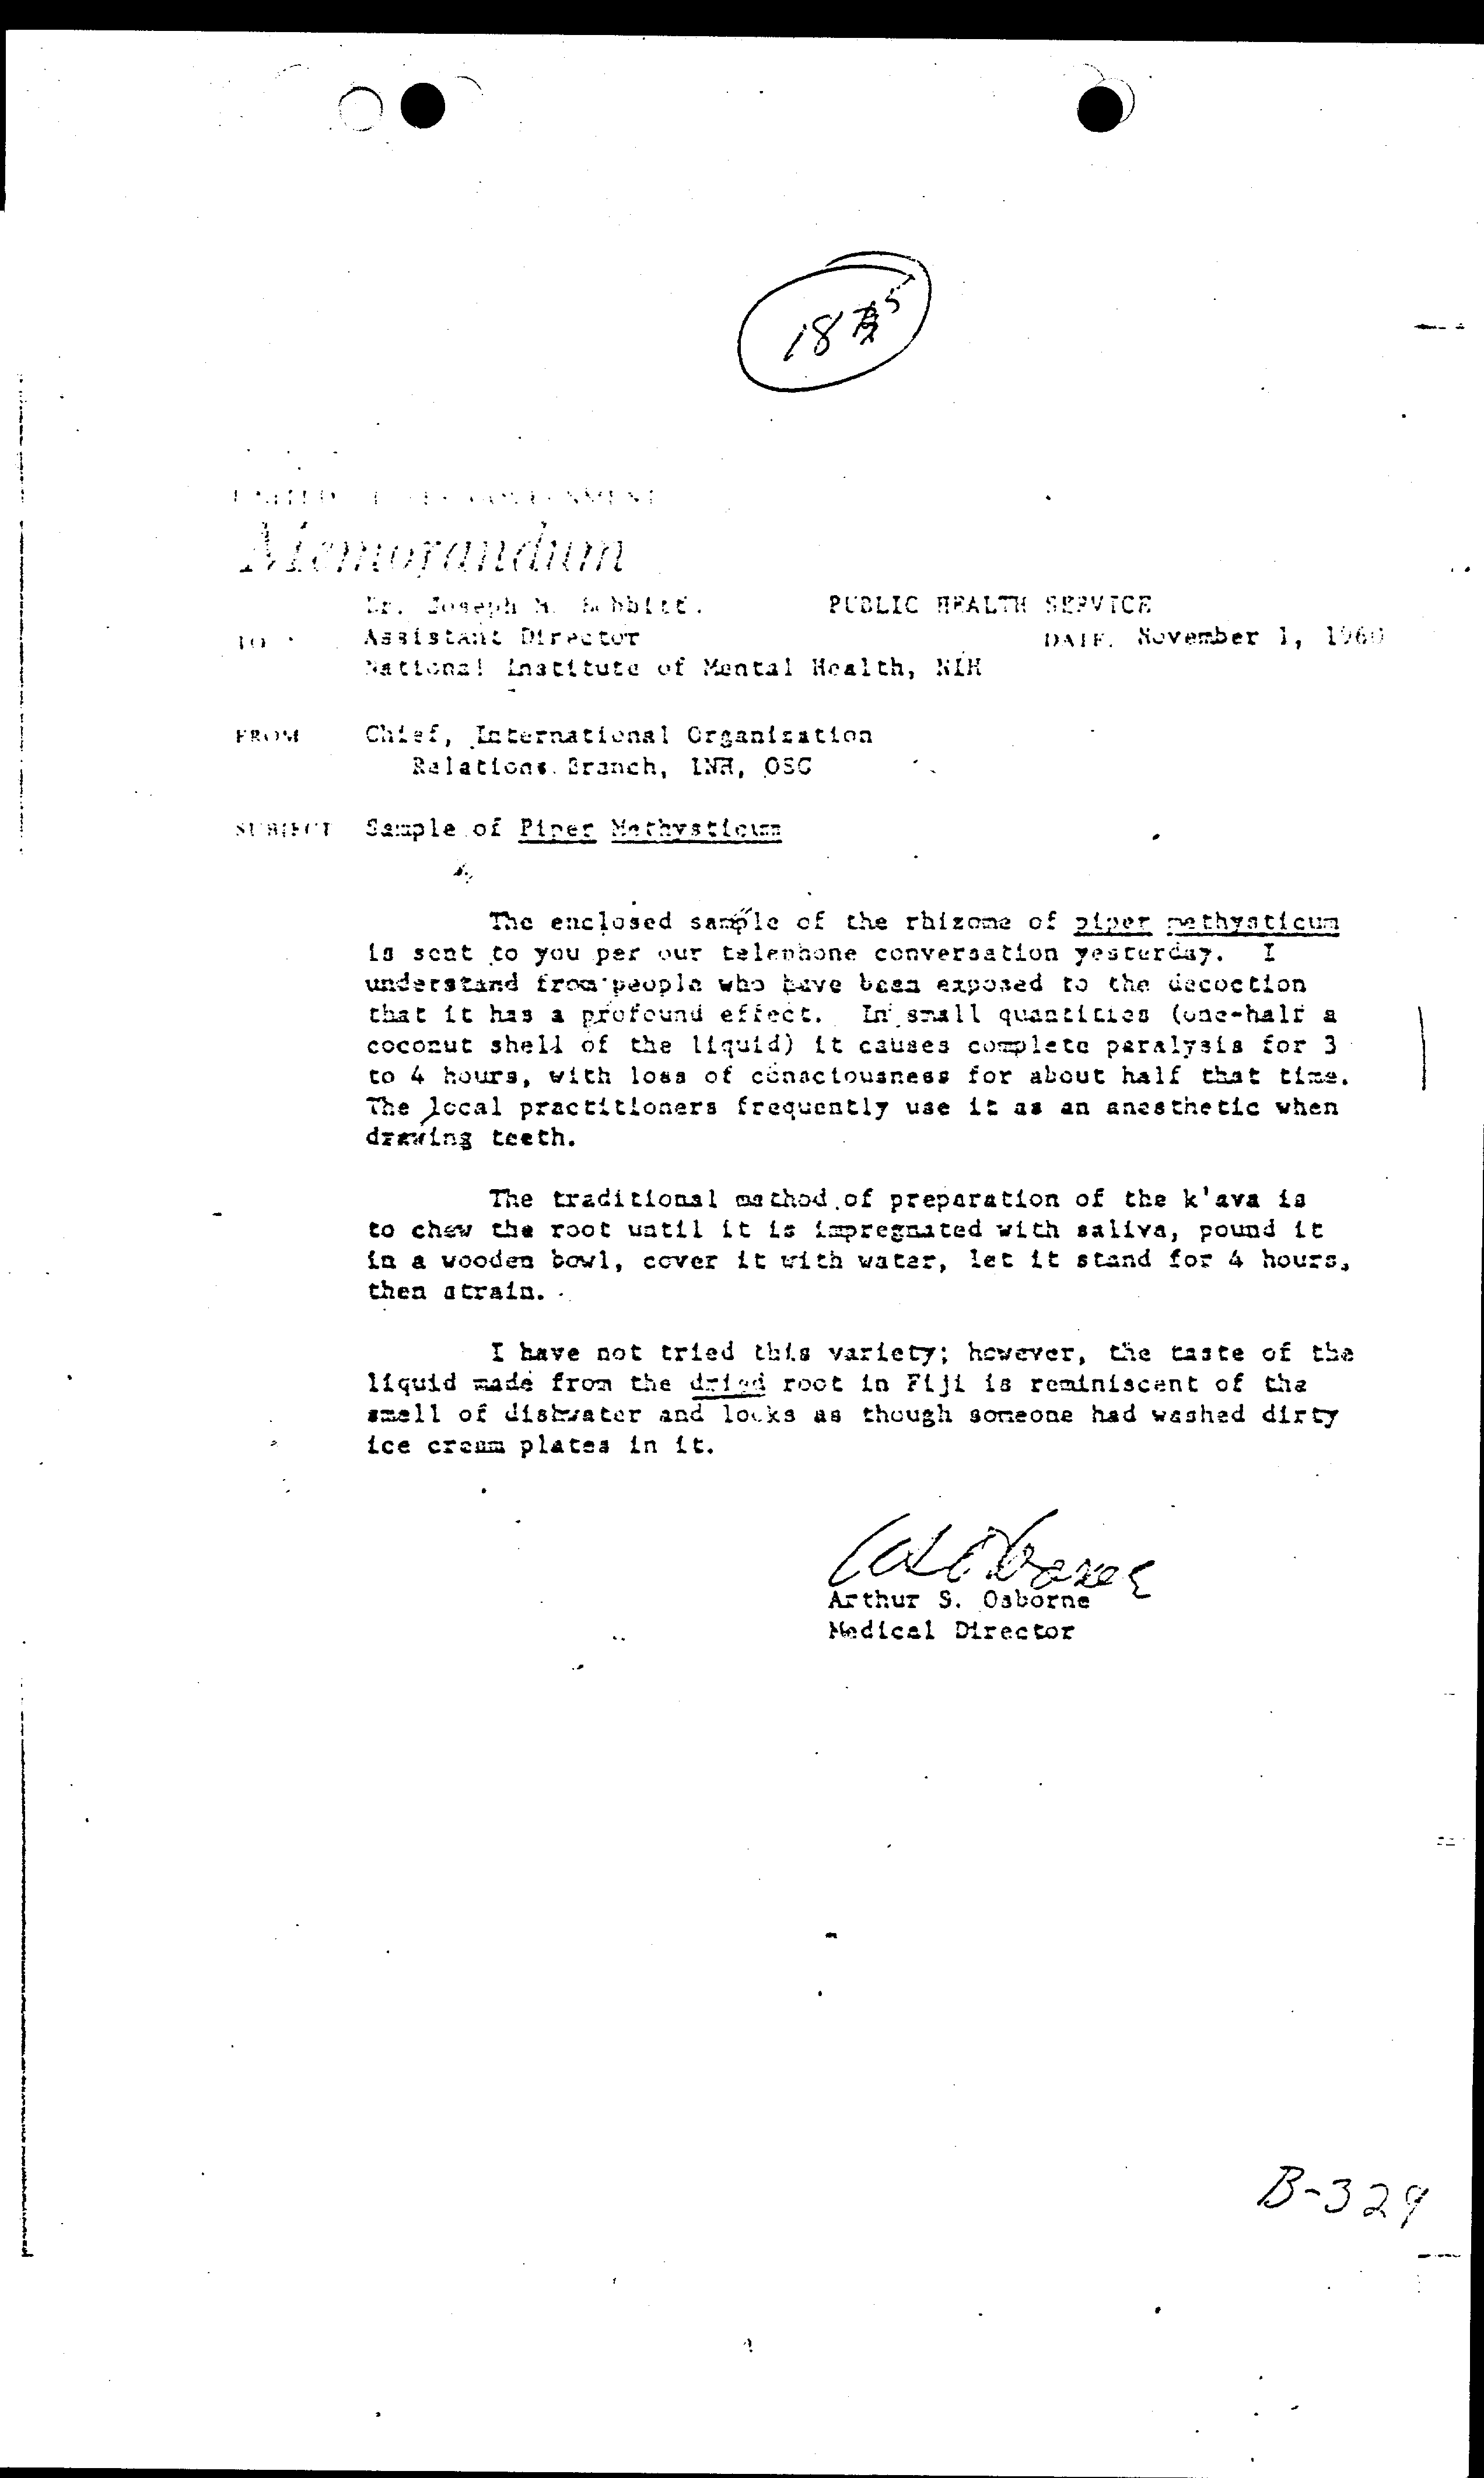 UNITED STATES GOVERNMENT
Memorandum
Dr. Joseph M. PUBLIC HEALTH SERVICE
TO : Assistant Director DATE: November 1, 1960
National Institute of Mental Health, NIH
FROM Chief, International Organization
Relations Branch, INH, OSG
SUBJECT Sample of Piper Methysticum
The enclosed sample of the rhizome of piper methysticum
is sent to you per our telephone conversation yesterday. I
understand from people who have been exposed to the decoction
that it has a profound effect. In small quantities (one-half a
coconut shell of the liquid) it causes complete paralysis for 3
to 4 hours, with loss of consciousness for about half that time.
The local practitioners frequently use it as an anesthetic when
drawing teeth.
The traditional method of preparation of the k'ava is
to chew the root until it is impregnated with saliva, pound it
in a wooden bowl, cover it with water, let it stand for 4 hours,
then strain.
I have not tried this variety; however, the taste of the
liquid made from the dried root in Fiji is reminiscent of the
smell of dishwater and looks as though someone had washed dirty
ice cream plates in it.
Arthur S. Osborne
Medical Director
B-329